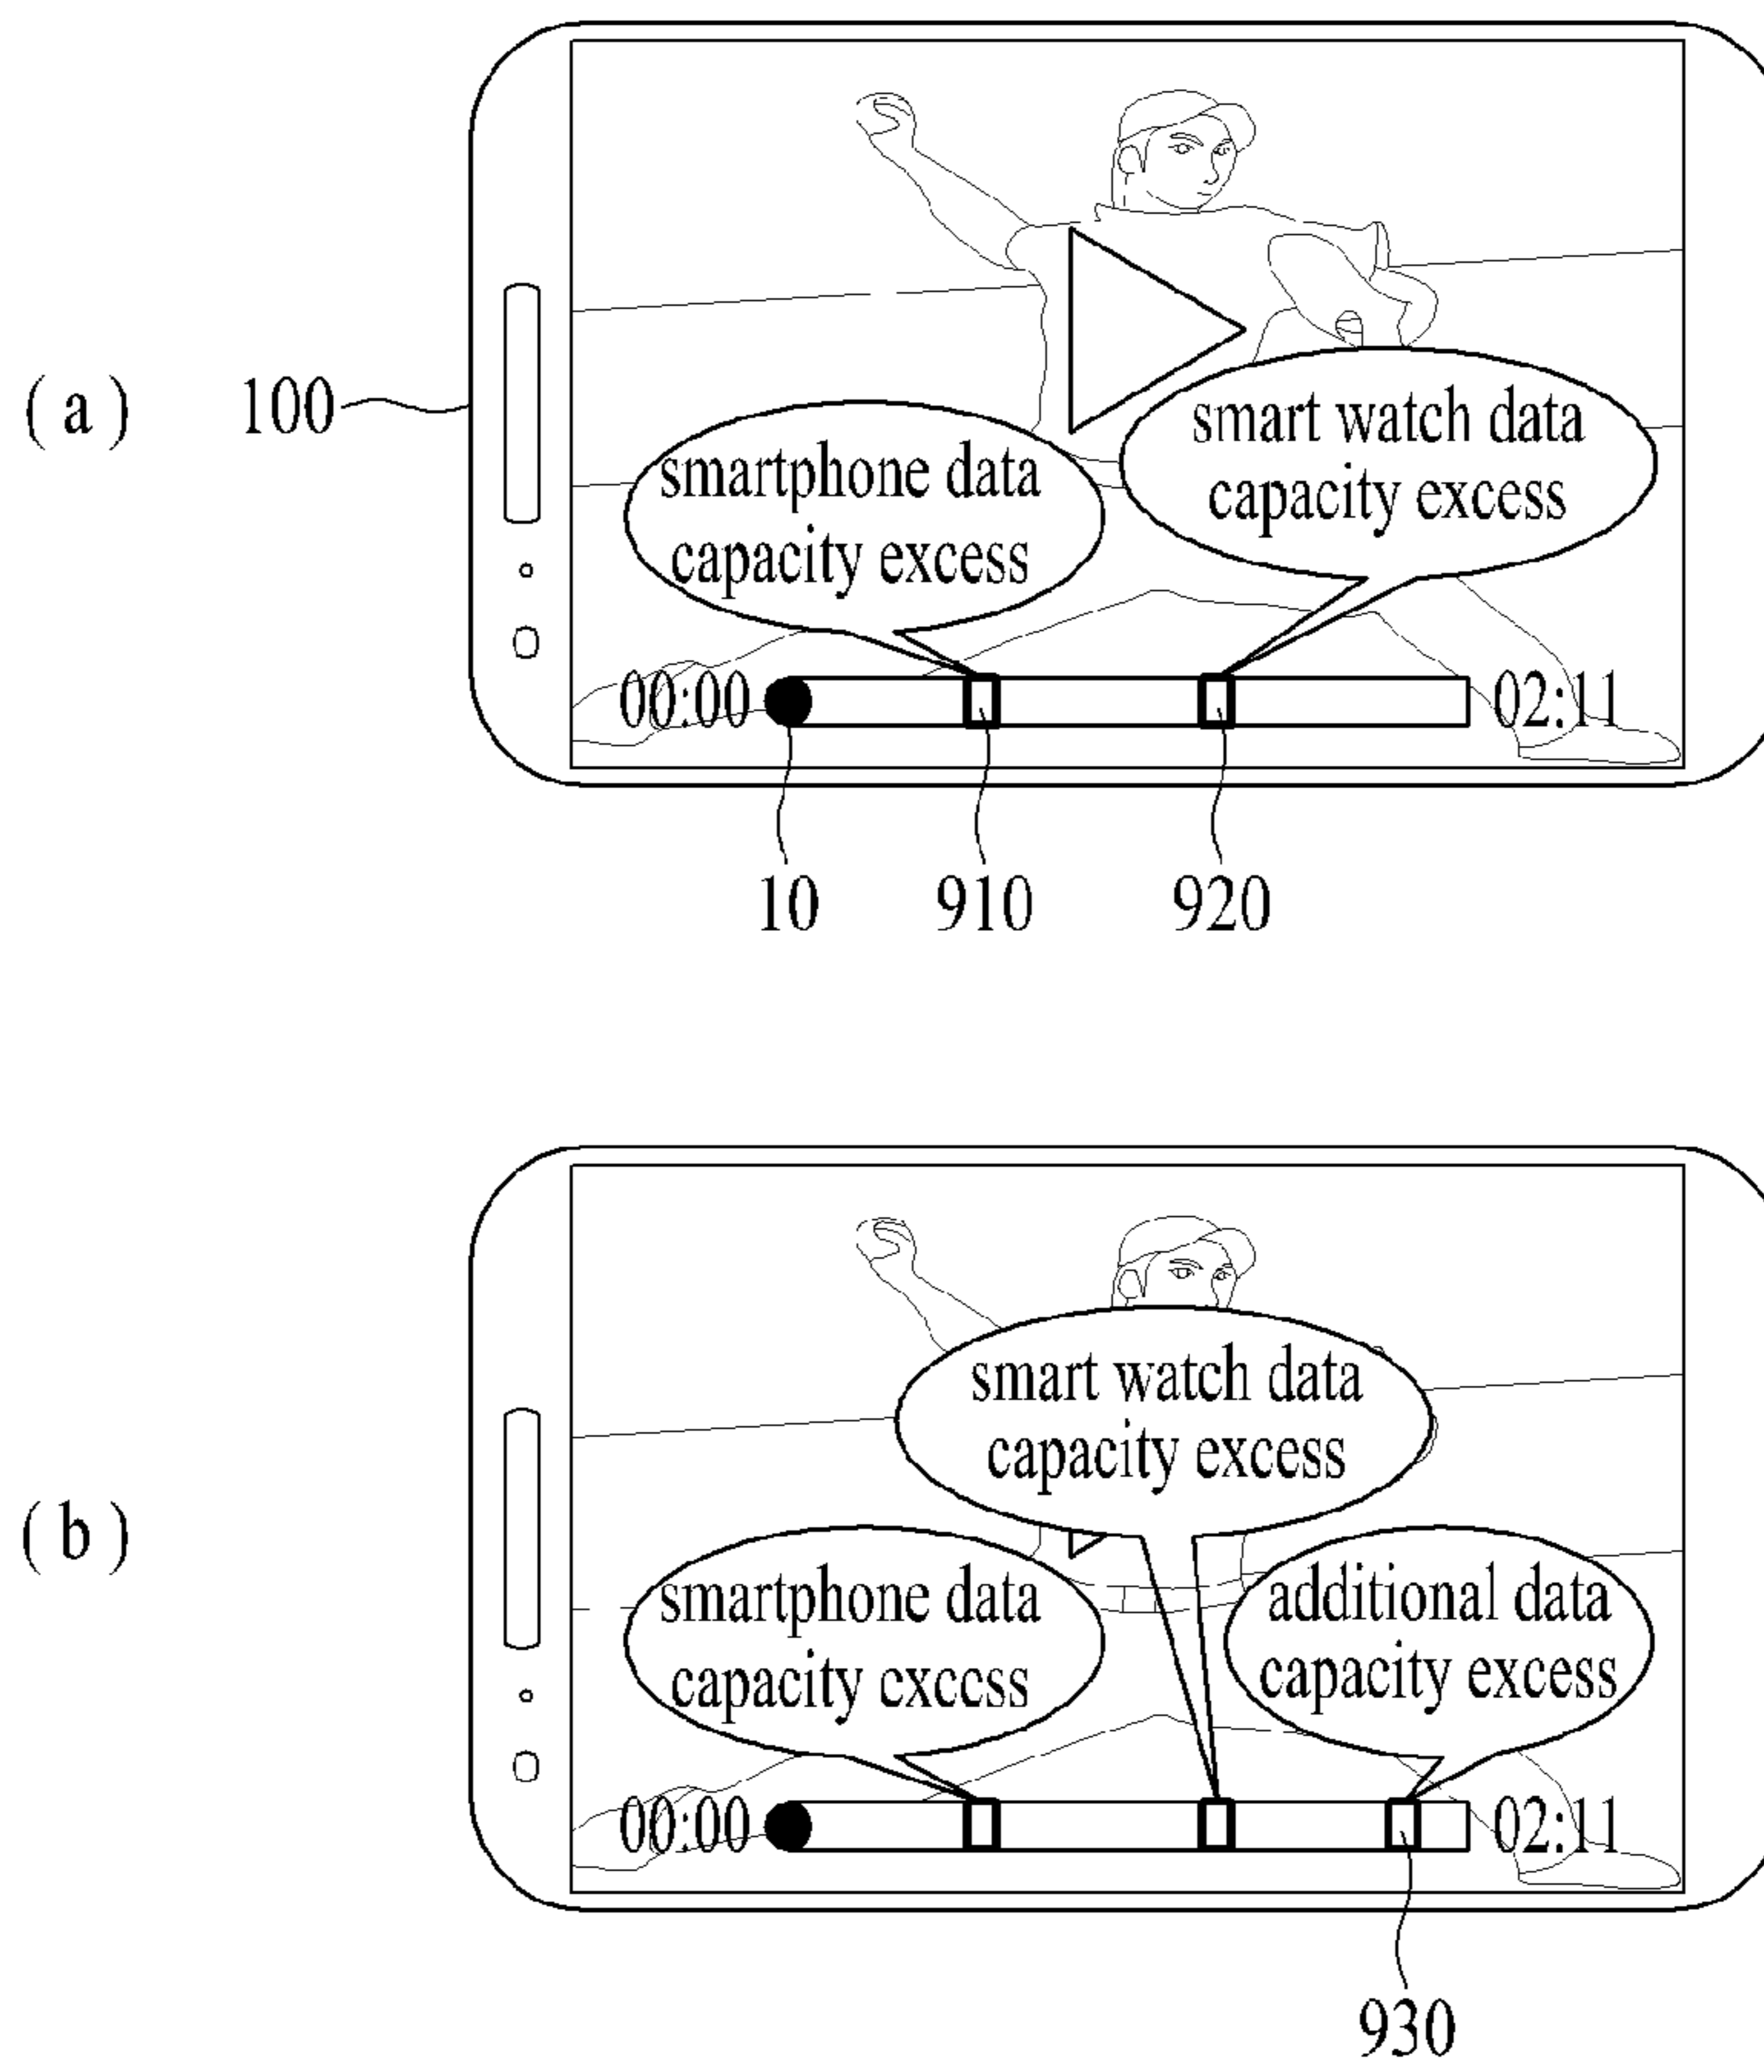 ( a )
100
smartphone data
capacity excess
smart watch data
capacity excess
00:00
02:11
10
910
920
( b )
smart watch data
capacity excess
smartphone data
capacity excess
additional data
capacity excess
00:00
02:11
930